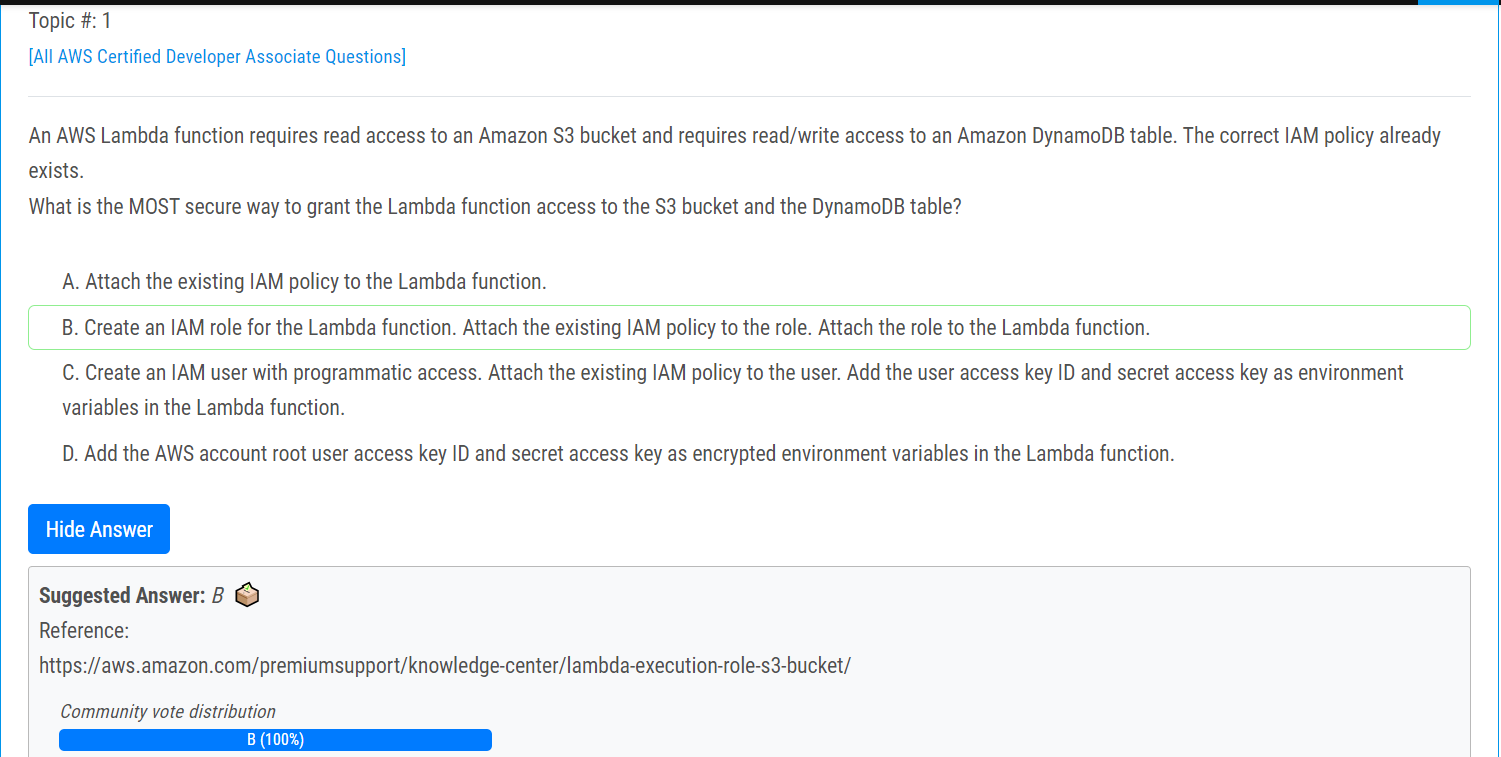 Topic #: 1
[All AWS Certified Developer Associate Questions]
An AWS Lambda function requires read access to an Amazon S3 bucket and requires read/write access to an Amazon DynamoDB table. The correct IAM policy already
exists.
What is the MOST secure way to grant the Lambda function access to the S3 bucket and the DynamoDB table?
A. Attach the existing IAM policy to the Lambda function.
B. Create an IAM role for the Lambda function. Attach the existing IAM policy to the role. Attach the role to the Lambda function.
C. Create an IAM user with programmatic access. Attach the existing IAM policy to the user. Add the user access key ID and secret access key as environment
variables in the Lambda function.
D. Add the AWS account root user access key ID and secret access key as encrypted environment variables in the Lambda function.
Hide Answer
Suggested Answer: B
Reference:
https://aws.amazon.com/premiumsupport/knowledge-center/lambda-execution-role-s3-bucket/
Community vote distribution
B (100%)